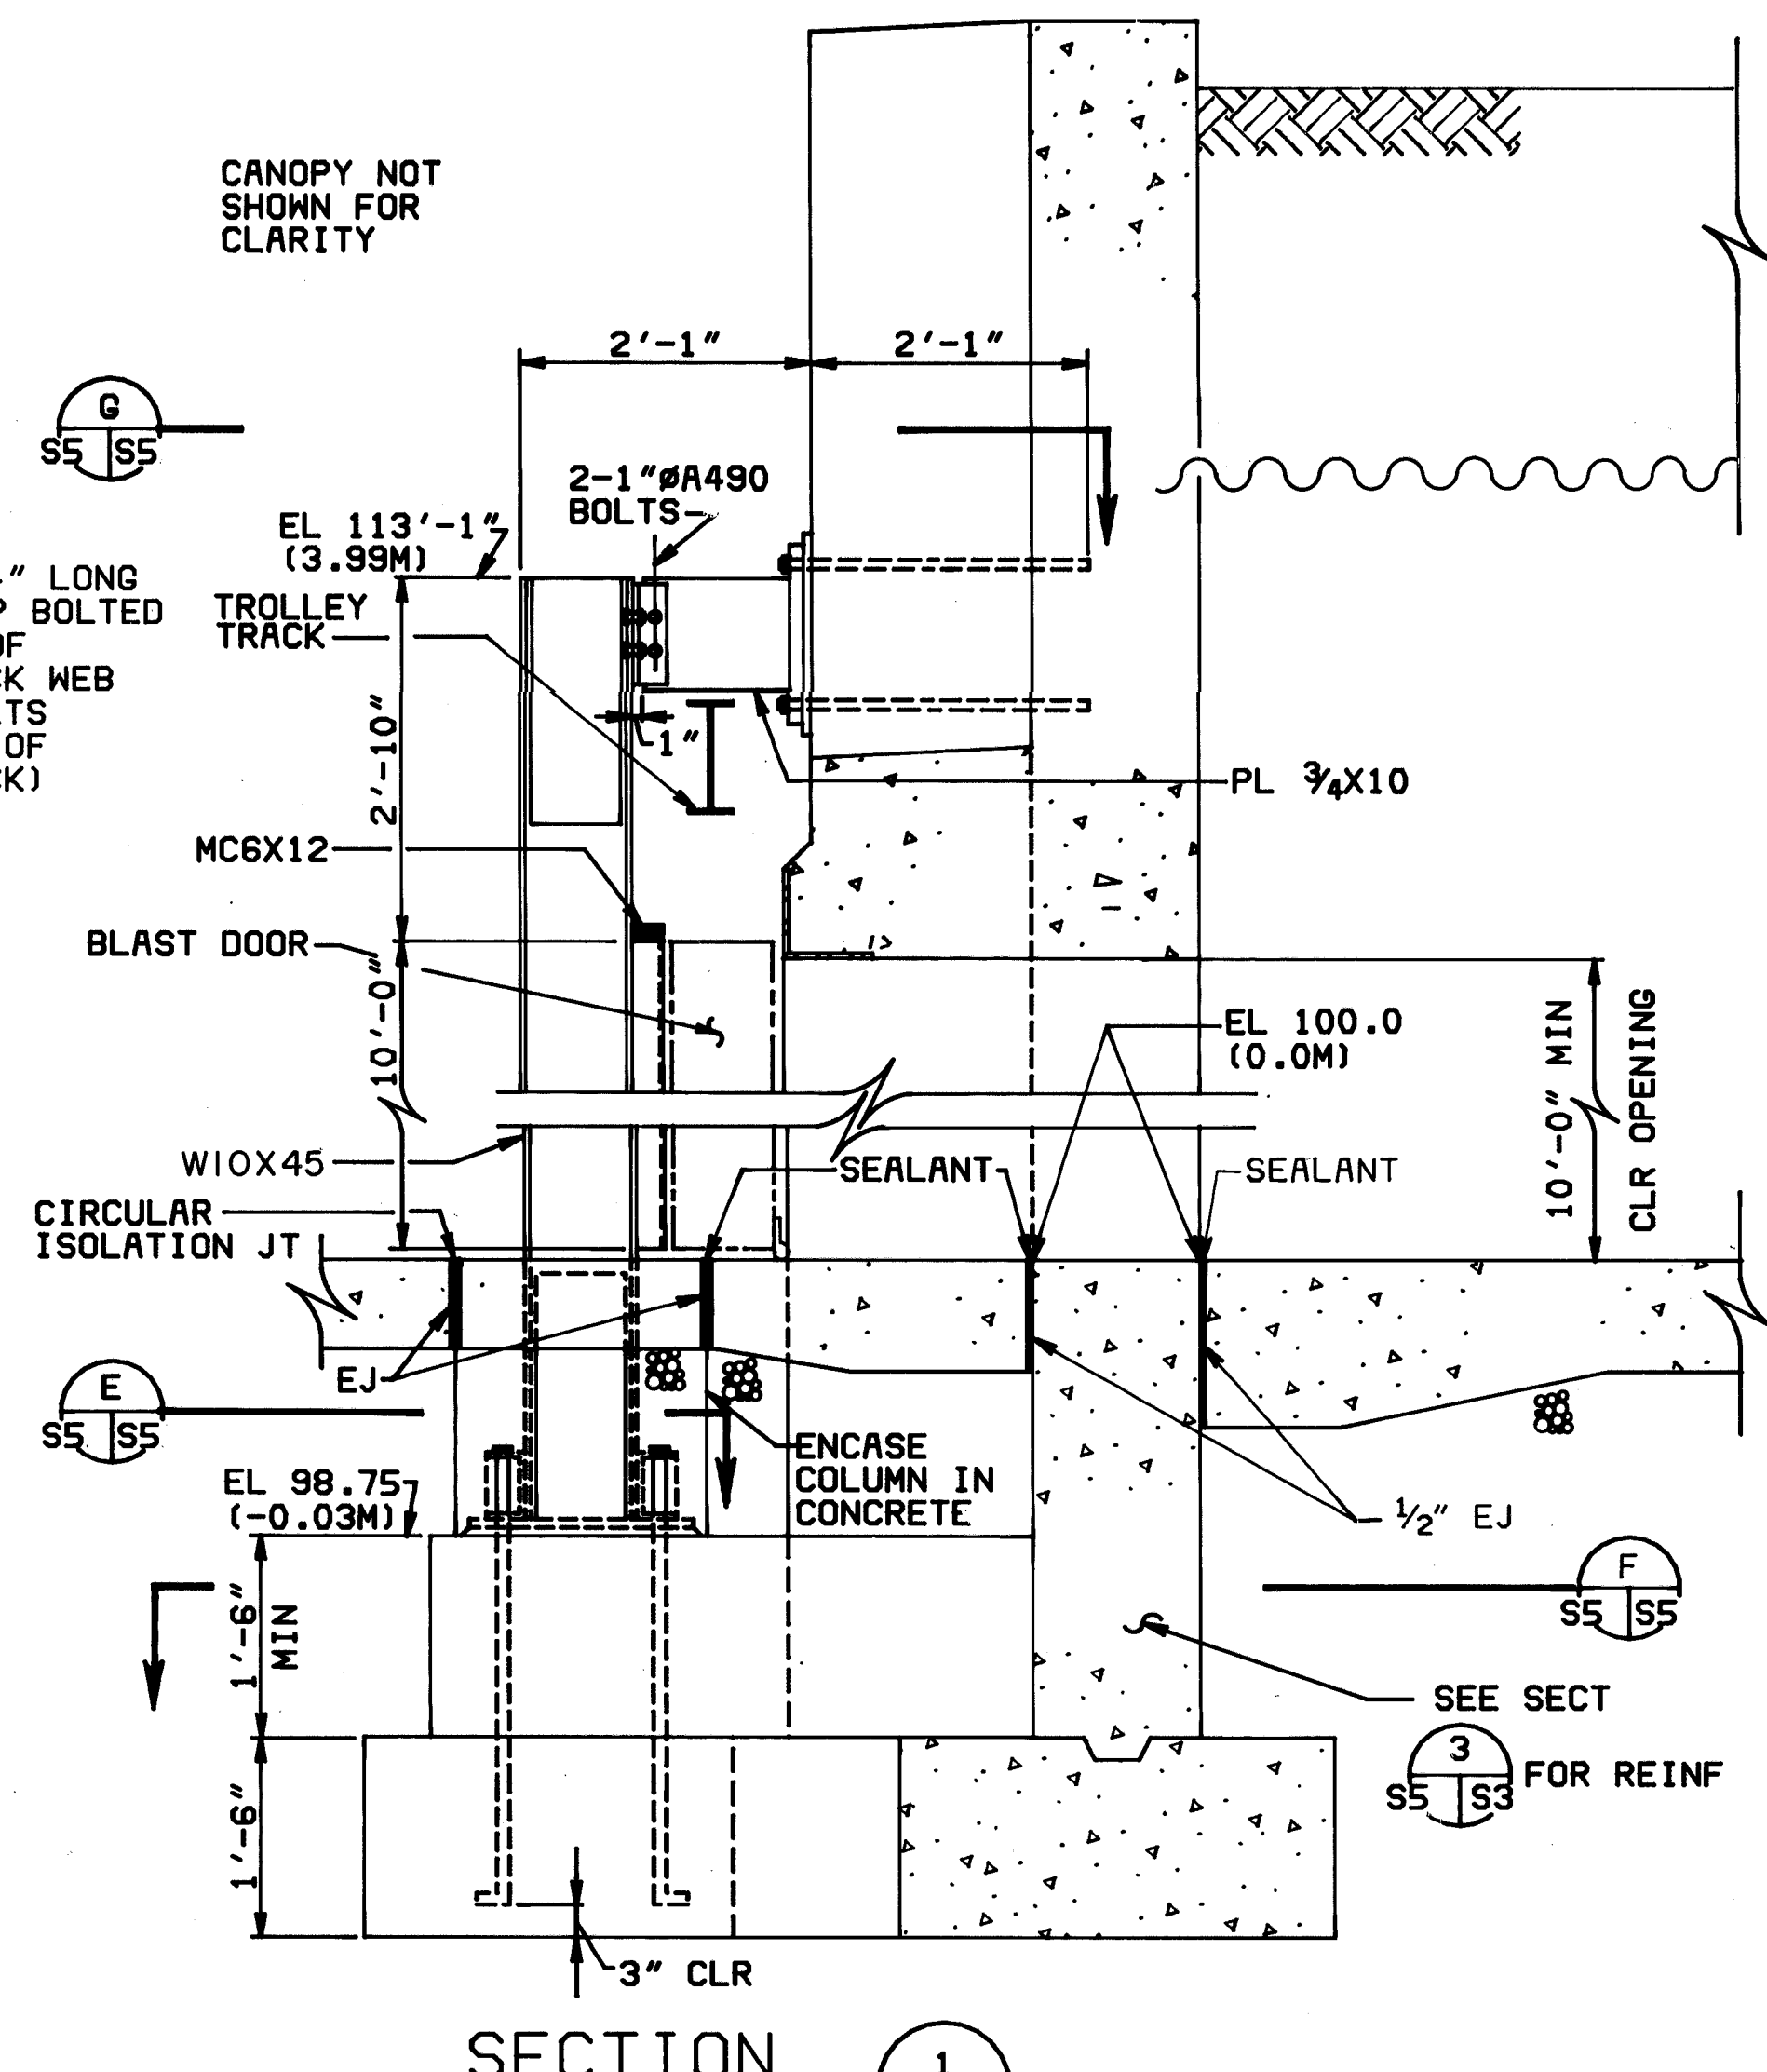 CANOPY NOT
SHOWN FOR
CLARITY
2'-1" 2'-1"
G
S5 S5
2-1"øA490
BOLTS
EL 113'-1"
(3.99M)
" LONG
BOLTED
TROLLEY
TRACK
WEB
OF
1"
2'-10"
PL 3/4X10
MC6X12
BLAST DOOR
10'-0"
EL 100.0
(0.0M)
10'-0" MIN
CLR OPENING
W10X45
SEALANT
SEALANT
CIRCULAR
ISOLATION JT
EJ
E
S5 S5
ENCASE
COLUMN IN
CONCRETE
EL 98.75
(-0.03M)
1/2" EJ
F
S5 S5
1'-6"
MIN
SEE SECT
3
S5 S3
FOR REINF
1'-6"
3" CLR
SECTION
1